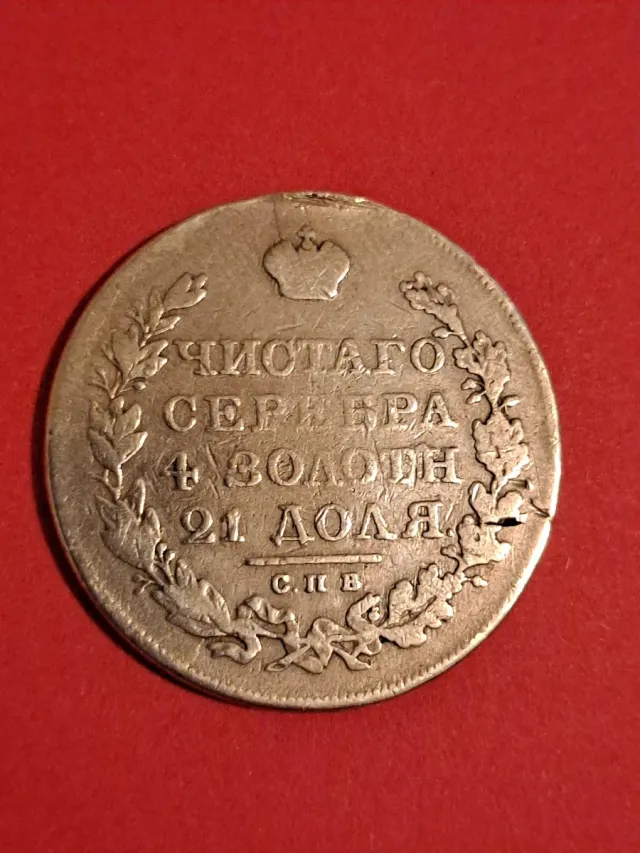 ЧИСТАГО
СЕРЕБРА
4 ЗОЛОТН
21 ДОЛЯ
С.П Б